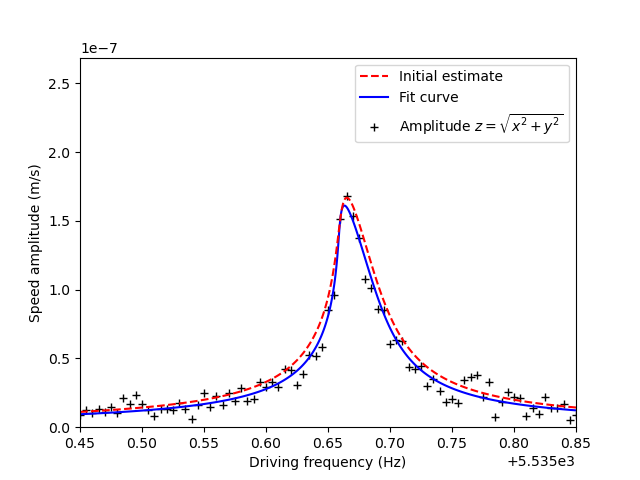 1e−7
2.5
2.0
1.5
1.0
0.5
0.0
Speed amplitude (m/s)
Initial estimate
Fit curve
Amplitude z = √x² + y²
0.45 0.50 0.55 0.60 0.65 0.70 0.75 0.80 0.85
Driving frequency (Hz)
+5.535e3